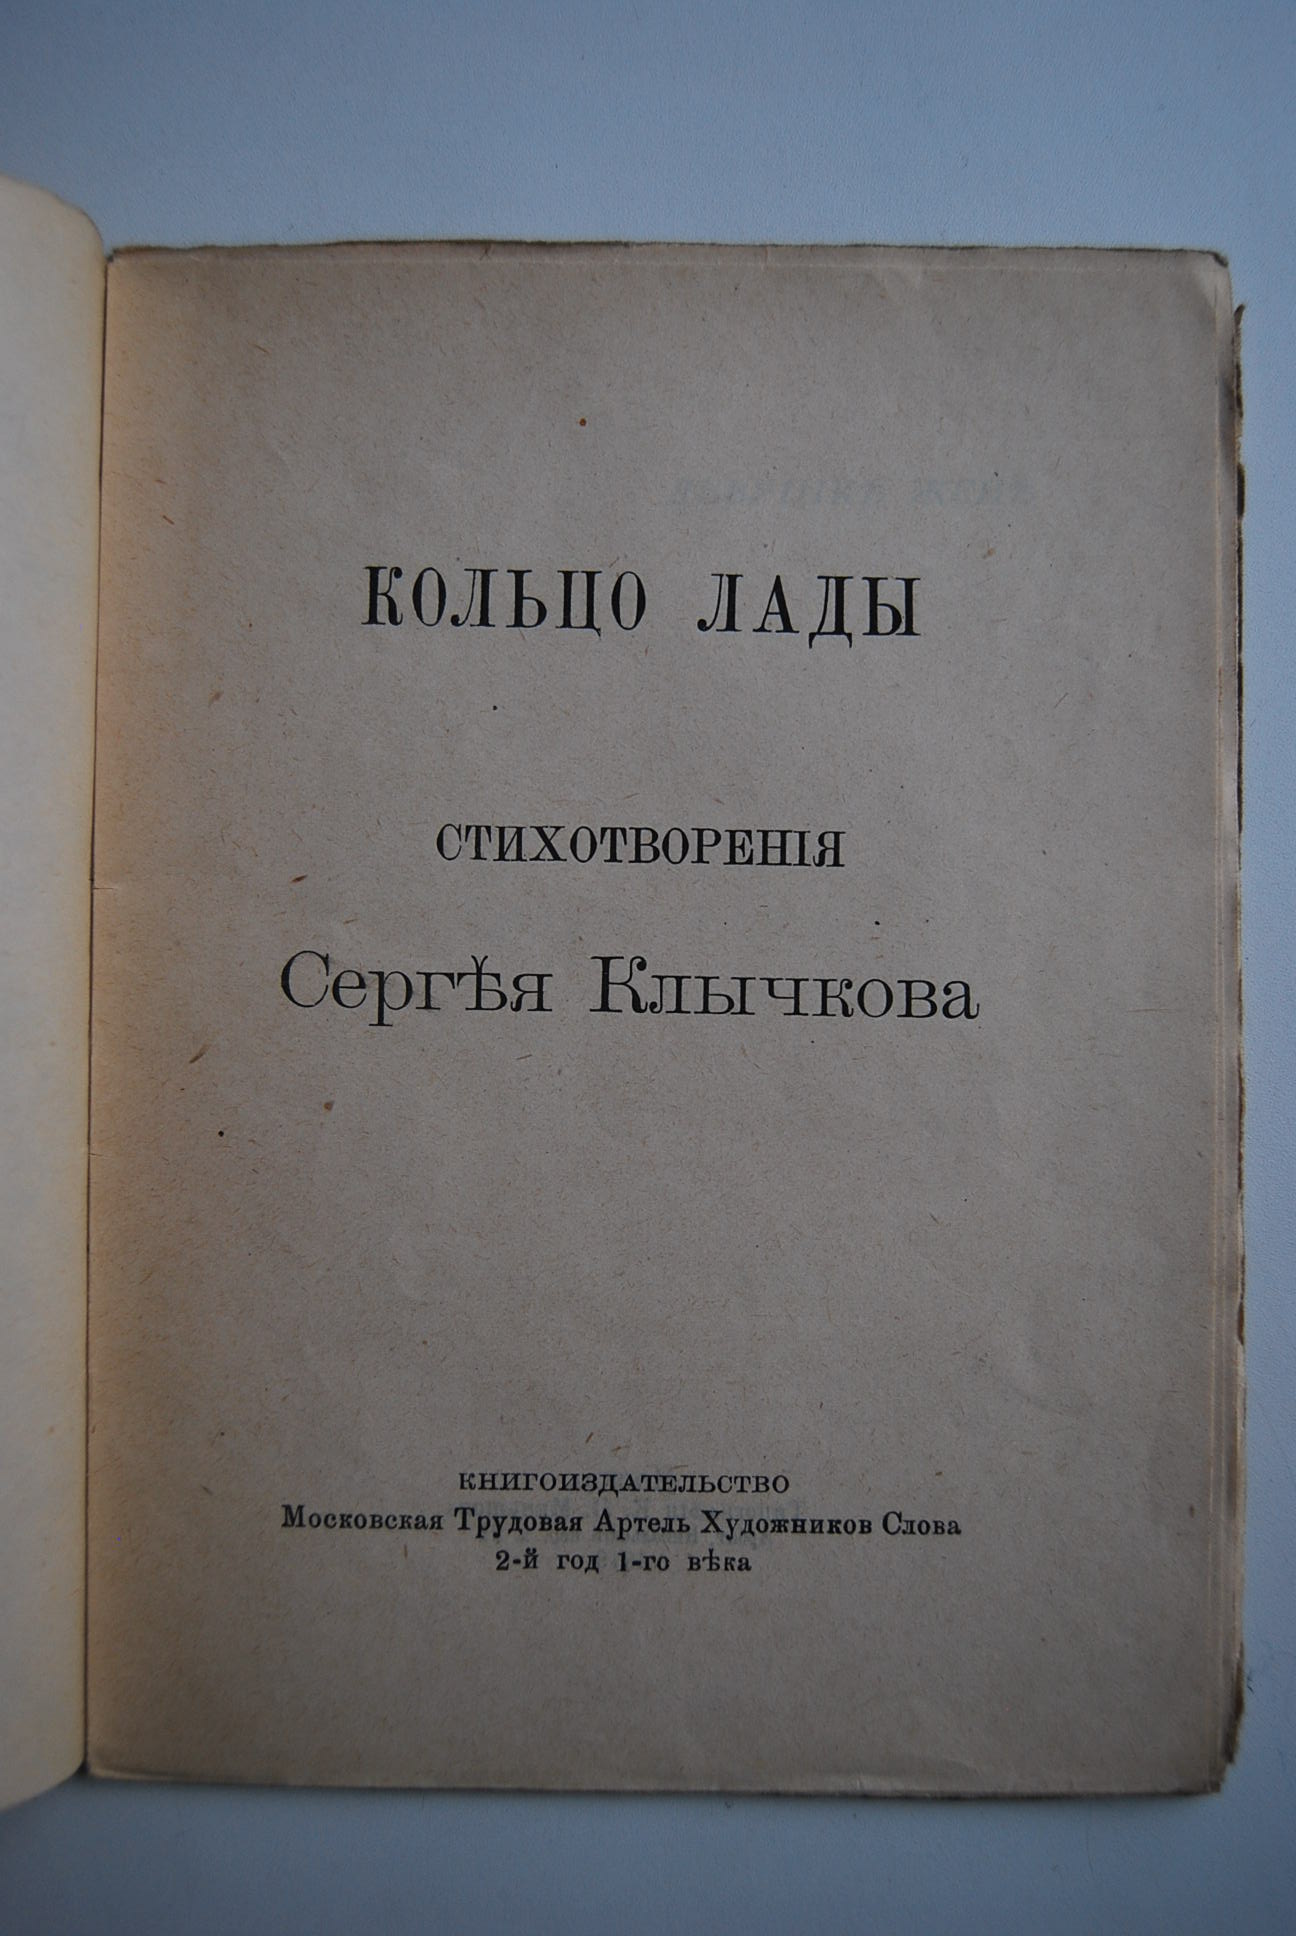 КОЛЬЦО ЛАДЫ
СТИХОТВОРЕНІЯ
Сергѣя Клычкова
КНИГОИЗДАТЕЛЬСТВО
Московская Трудовая Артель Художников Слова
2-й год 1-го вѣка